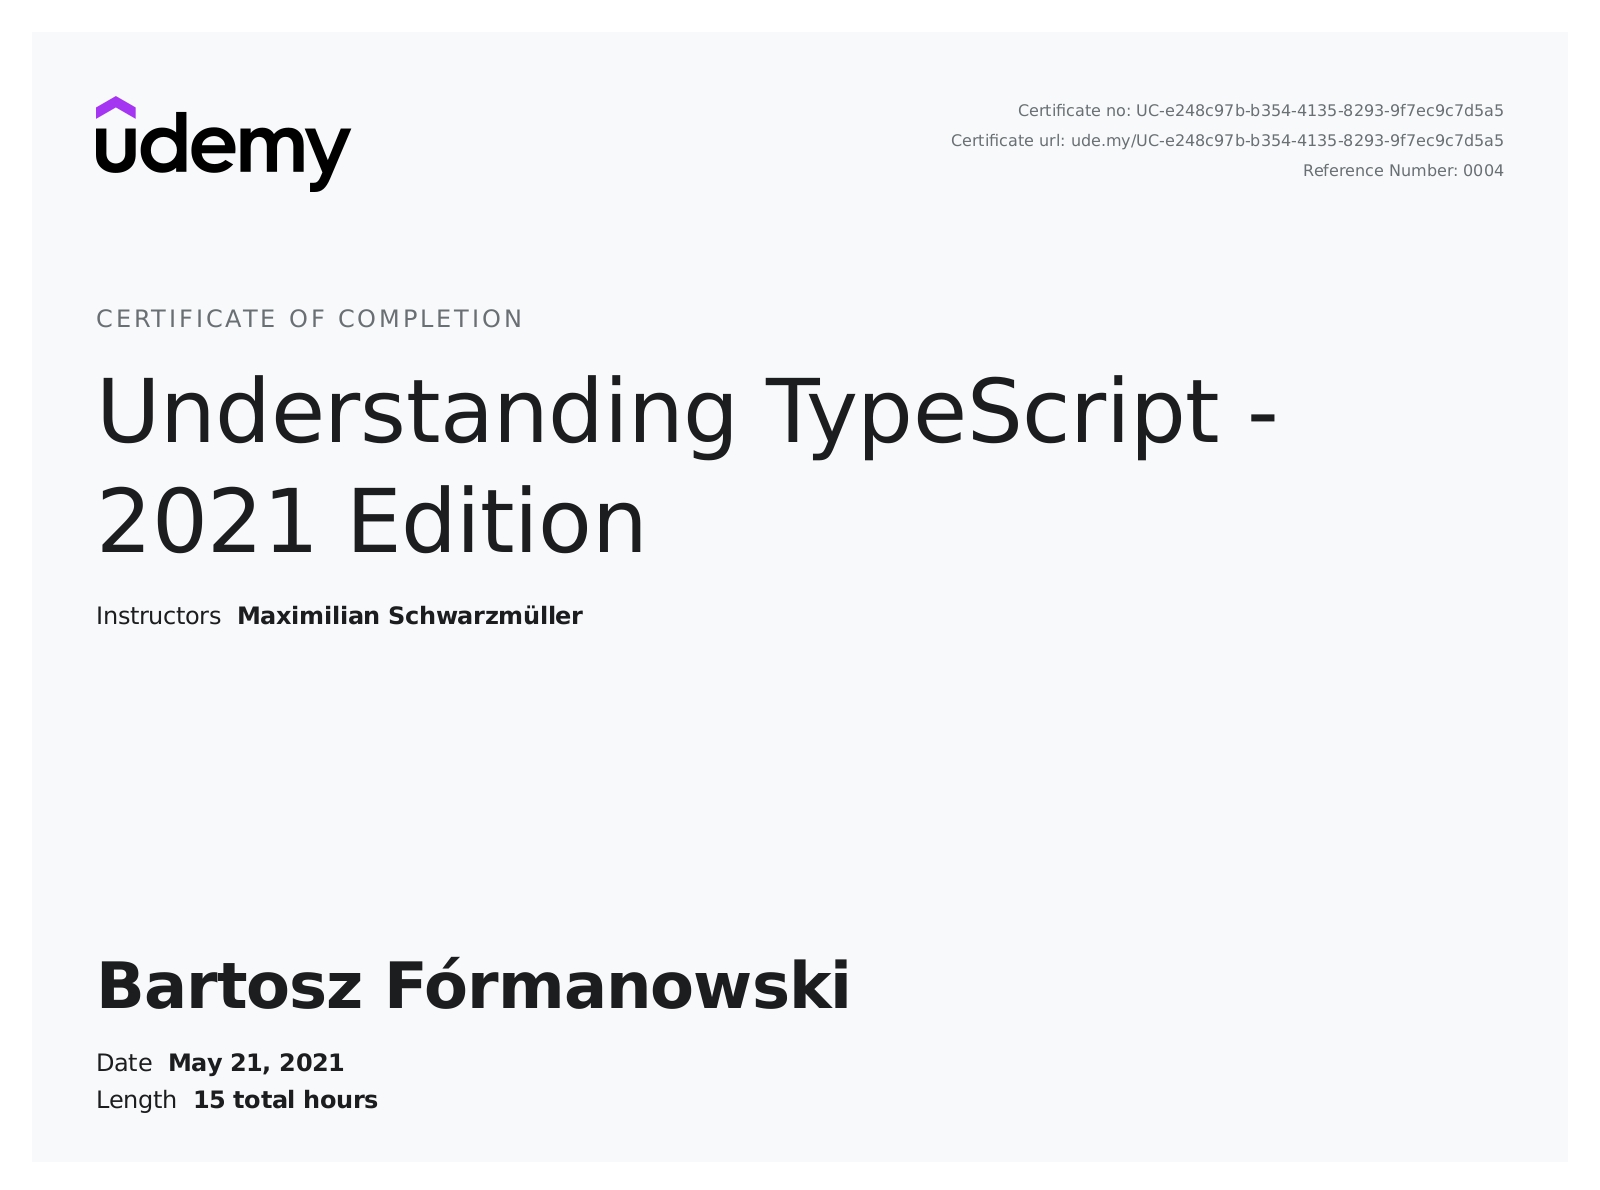 udemy
Certificate no: UC-e248c97b-b354-4135-8293-9f7ec9c7d5a5
Certificate url: ude.my/UC-e248c97b-b354-4135-8293-9f7ec9c7d5a5
Reference Number: 0004
CERTIFICATE OF COMPLETION
Understanding TypeScript -
2021 Edition
Instructors Maximilian Schwarzmüller
Bartosz Fórmanowski
Date May 21, 2021
Length 15 total hours